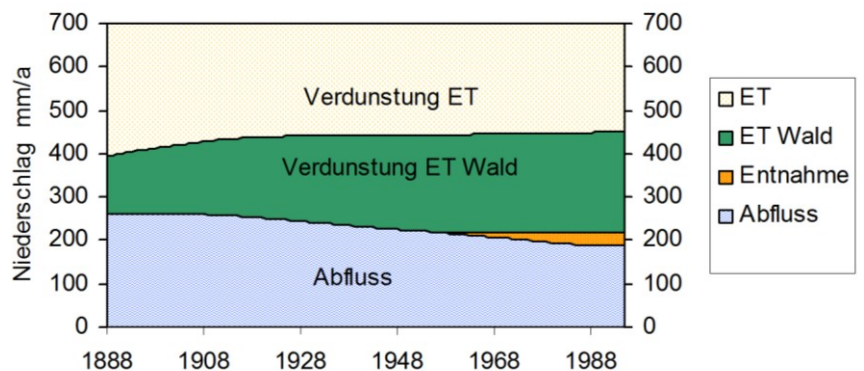 700
600
500
400
300
200
100
0
Niederschlag mm/a
Verdunstung ET
Verdunstung ET Wald
Abfluss
700
600
500
400
300
200
100
0
1888 1908 1928 1948 1968 1988
ET
ET Wald
Entnahme
Abfluss